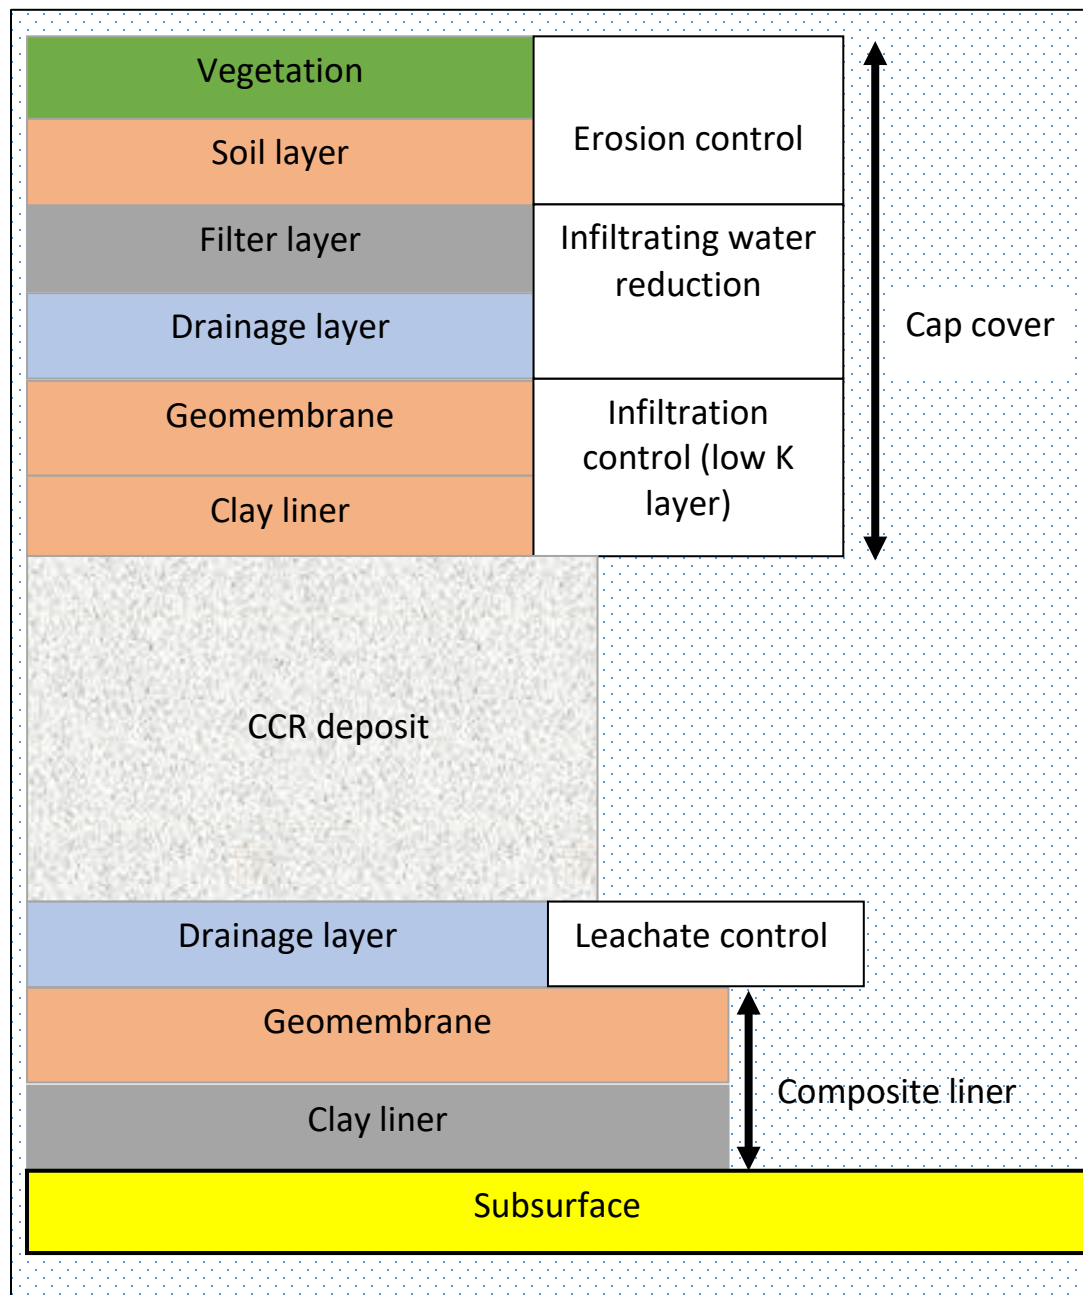 Vegetation
Soil layer
Erosion control
Filter layer
Infiltrating water
reduction
Drainage layer
Cap cover
Geomembrane
Infiltration
control (low K
layer)
Clay liner
CCR deposit
Drainage layer
Leachate control
Geomembrane
Composite liner
Clay liner
Subsurface